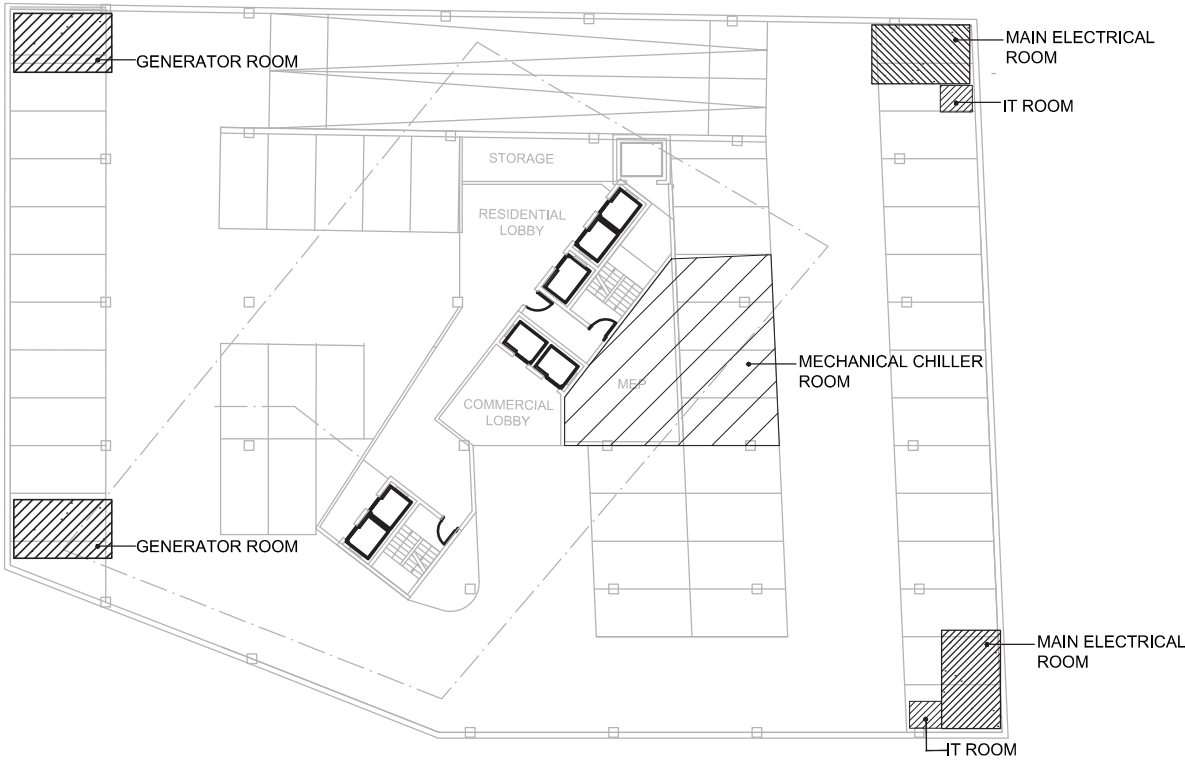 MAIN ELECTRICAL
ROOM
GENERATOR ROOM
IT ROOM
STORAGE
RESIDENTIAL
LOBBY
MECHANICAL CHILLER
ROOM
MEP
COMMERCIAL
LOBBY
GENERATOR ROOM
MAIN ELECTRICAL
ROOM
IT ROOM